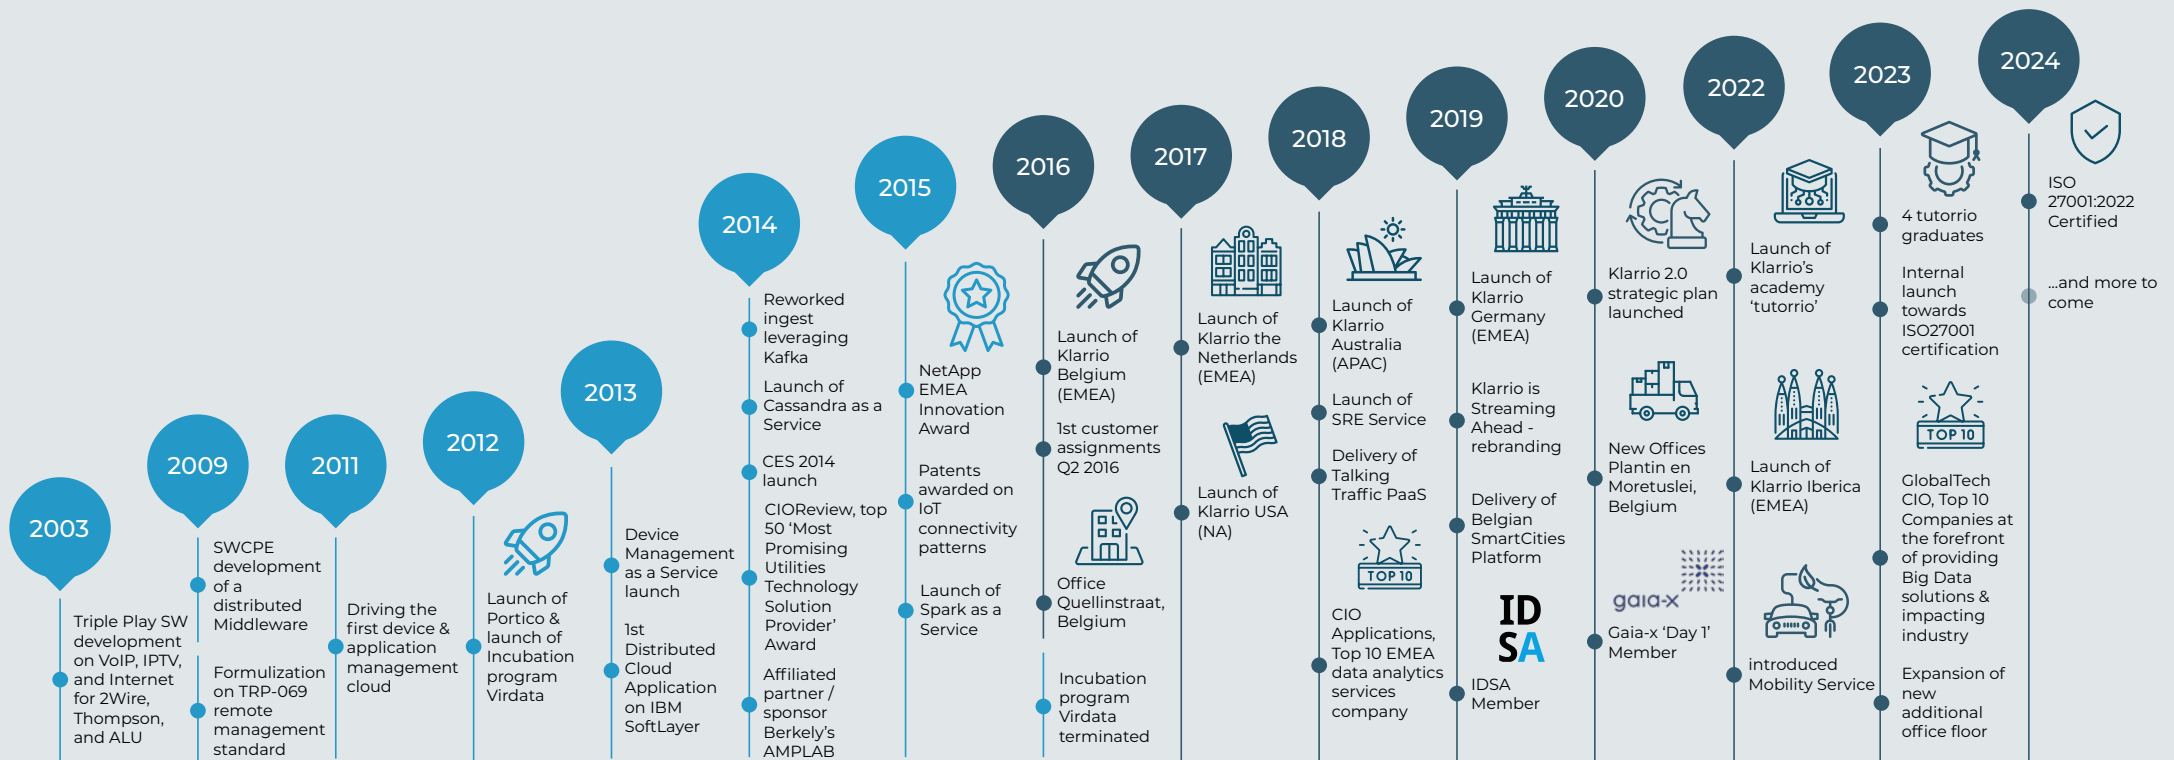 2003
Triple Play SW
development
on VoIP, IPTV,
and Internet
for 2Wire,
Thompson,
and ALU
2009
SWCPE
development
of a
distributed
Middleware
Formulization
on TRP-069
remote
management
standard
2011
Driving the
first device &
application
management
cloud
2012
Launch of
Portico &
launch of
Incubation
program
Virdata
2013
Device
Management
as a Service
launch
1st
Distributed
Cloud
Application
on IBM
SoftLayer
2014
Reworked
ingest
leveraging
Kafka
Launch of
Cassandra as a
Service
CES 2014
launch
CIOReview, top
50 ‘Most
Promising
Utilities
Technology
Solution
Provider’
Award
Affiliated
partner /
sponsor
Berkely’s
AMPLAB
2015
NetApp
EMEA
Innovation
Award
Patents
awarded on
IoT
connectivity
patterns
Launch of
Spark as a
Service
2016
Launch of
Klarrio
Belgium
(EMEA)
1st customer
assignments
Q2 2016
Office
Quellinstraat,
Belgium
Incubation
program
Virdata
terminated
2017
Launch of
Klarrio the
Netherlands
(EMEA)
Launch of
Klarrio USA
(NA)
2018
Launch of
Klarrio
Australia
(APAC)
Launch of
SRE Service
Delivery of
Talking
Traffic PaaS
TOP 10
CIO
Applications,
Top 10 EMEA
data analytics
services
company
2019
Launch of
Klarrio
Germany
(EMEA)
Klarrio is
Streaming
Ahead -
rebranding
Delivery of
Belgian
SmartCities
Platform
ID
SA
IDSA
Member
2020
Klarrio 2.0
strategic plan
launched
New Offices
Plantin en
Moretuslei,
Belgium
gaia-x
Gaia-x ‘Day 1’
Member
2022
Launch of
Klarrio’s
academy
‘tutorrio’
Launch of
Klarrio Iberica
(EMEA)
introduced
Mobility Service
2023
4 tutorrio
graduates
Internal
launch
towards
ISO27001
certification
TOP 10
GlobalTech
CIO, Top 10
Companies at
the forefront
of providing
Big Data
solutions &
impacting
industry
Expansion of
new
additional
office floor
2024
ISO
27001:2022
Certified
...and more to
come